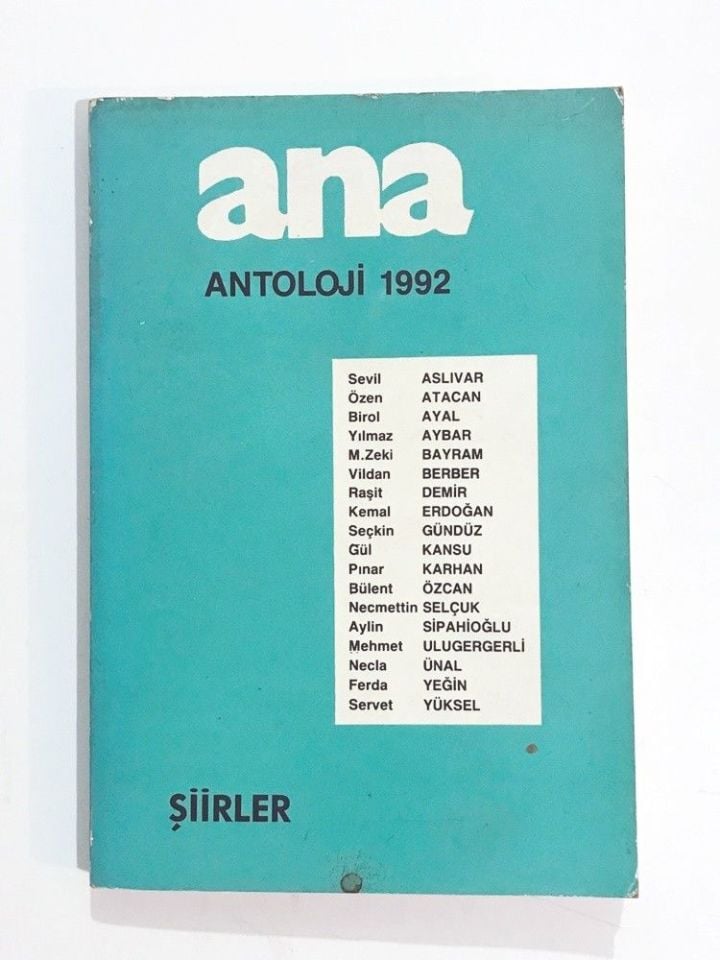 ana
ANTOLOJİ 1992
Sevil ASLIVAR
Özen ATACAN
Birol AYAL
Yılmaz AYBAR
M.Zeki BAYRAM
Vildan BERBER
Raşit DEMİR
Kemal ERDOĞAN
Seçkin GÜNDÜZ
Gül KANSU
Pınar KARHAN
Bülent ÖZCAN
Necmettin SELÇUK
Aylin SİPAHİOĞLU
Mehmet ULUGERGERLİ
Necla ÜNAL
Ferda YEĞİN
Servet YÜKSEL
ŞİİRLER